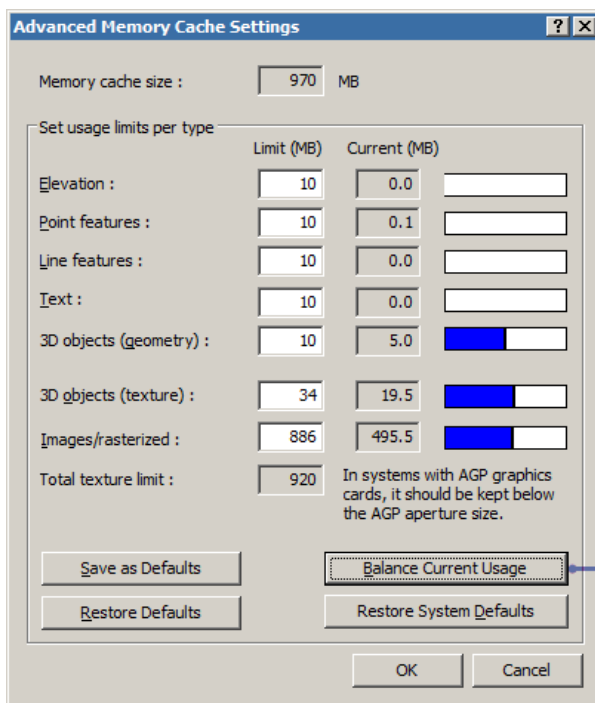 Advanced Memory Cache Settings
Memory cache size : 970 MB
Set usage limits per type
Limit (MB) Current (MB)
Elevation : 10 0.0
Point features : 10 0.1
Line features : 10 0.0
Text : 10 0.0
3D objects (geometry) : 10 5.0
3D objects (texture) : 34 19.5
Images/rasterized : 886 495.5
Total texture limit : 920 In systems with AGP graphics
cards, it should be kept below
the AGP aperture size.
Save as Defaults Balance Current Usage
Restore Defaults Restore System Defaults
OK Cancel